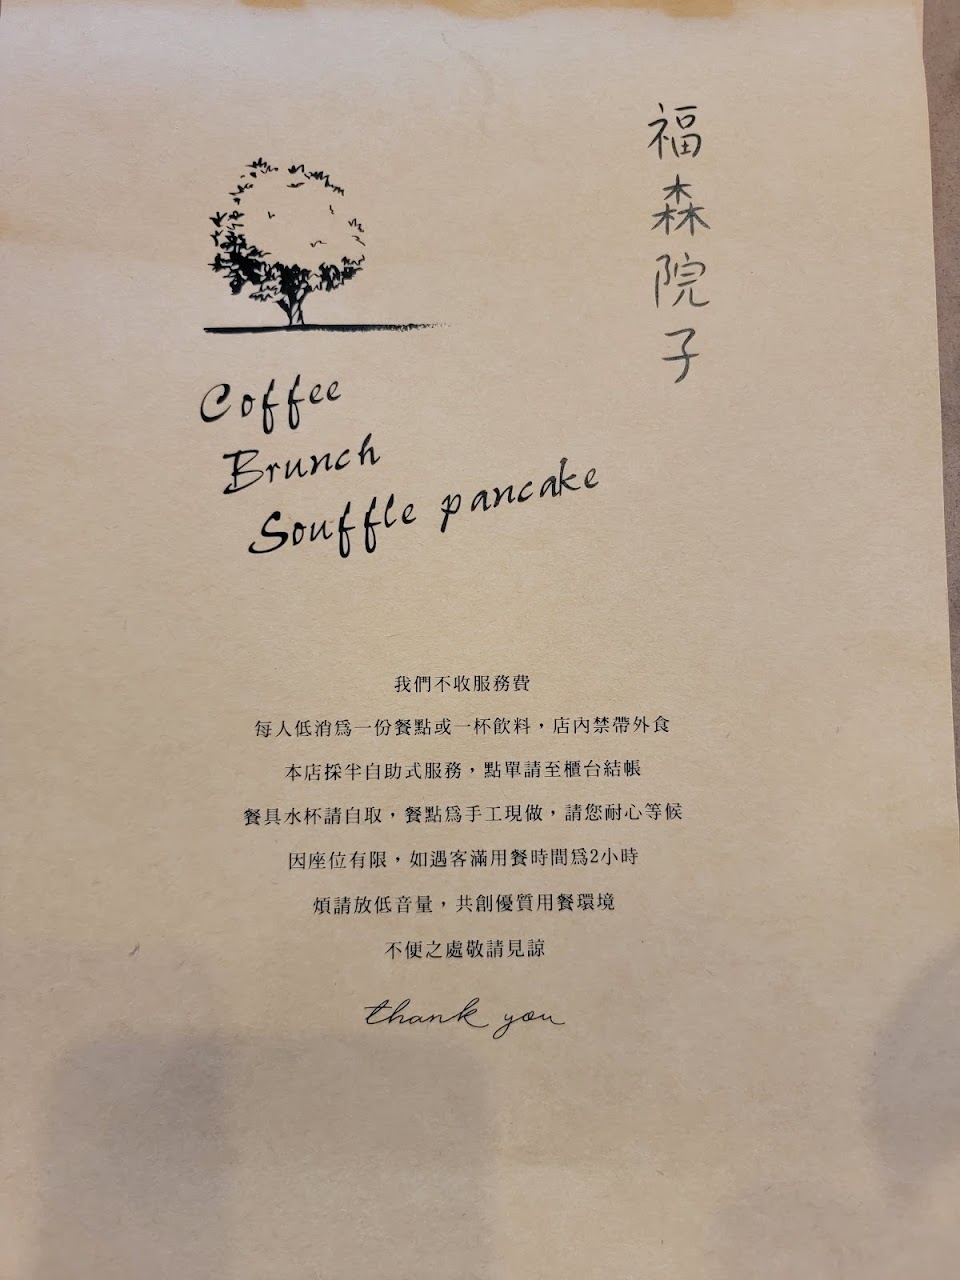 福森院子
Coffee
Brunch
Souffle pancake
我們不收服務費
每人低消為一份餐點或一杯飲料，店內禁帶外食
本店採半自助式服務，點單請至櫃台結帳
餐具水杯請自取，餐點為手工現做，請您耐心等候
因座位有限，如遇客滿用餐時間為2小時
煩請放低音量，共創優質用餐環境
不便之處敬請見諒
thank you